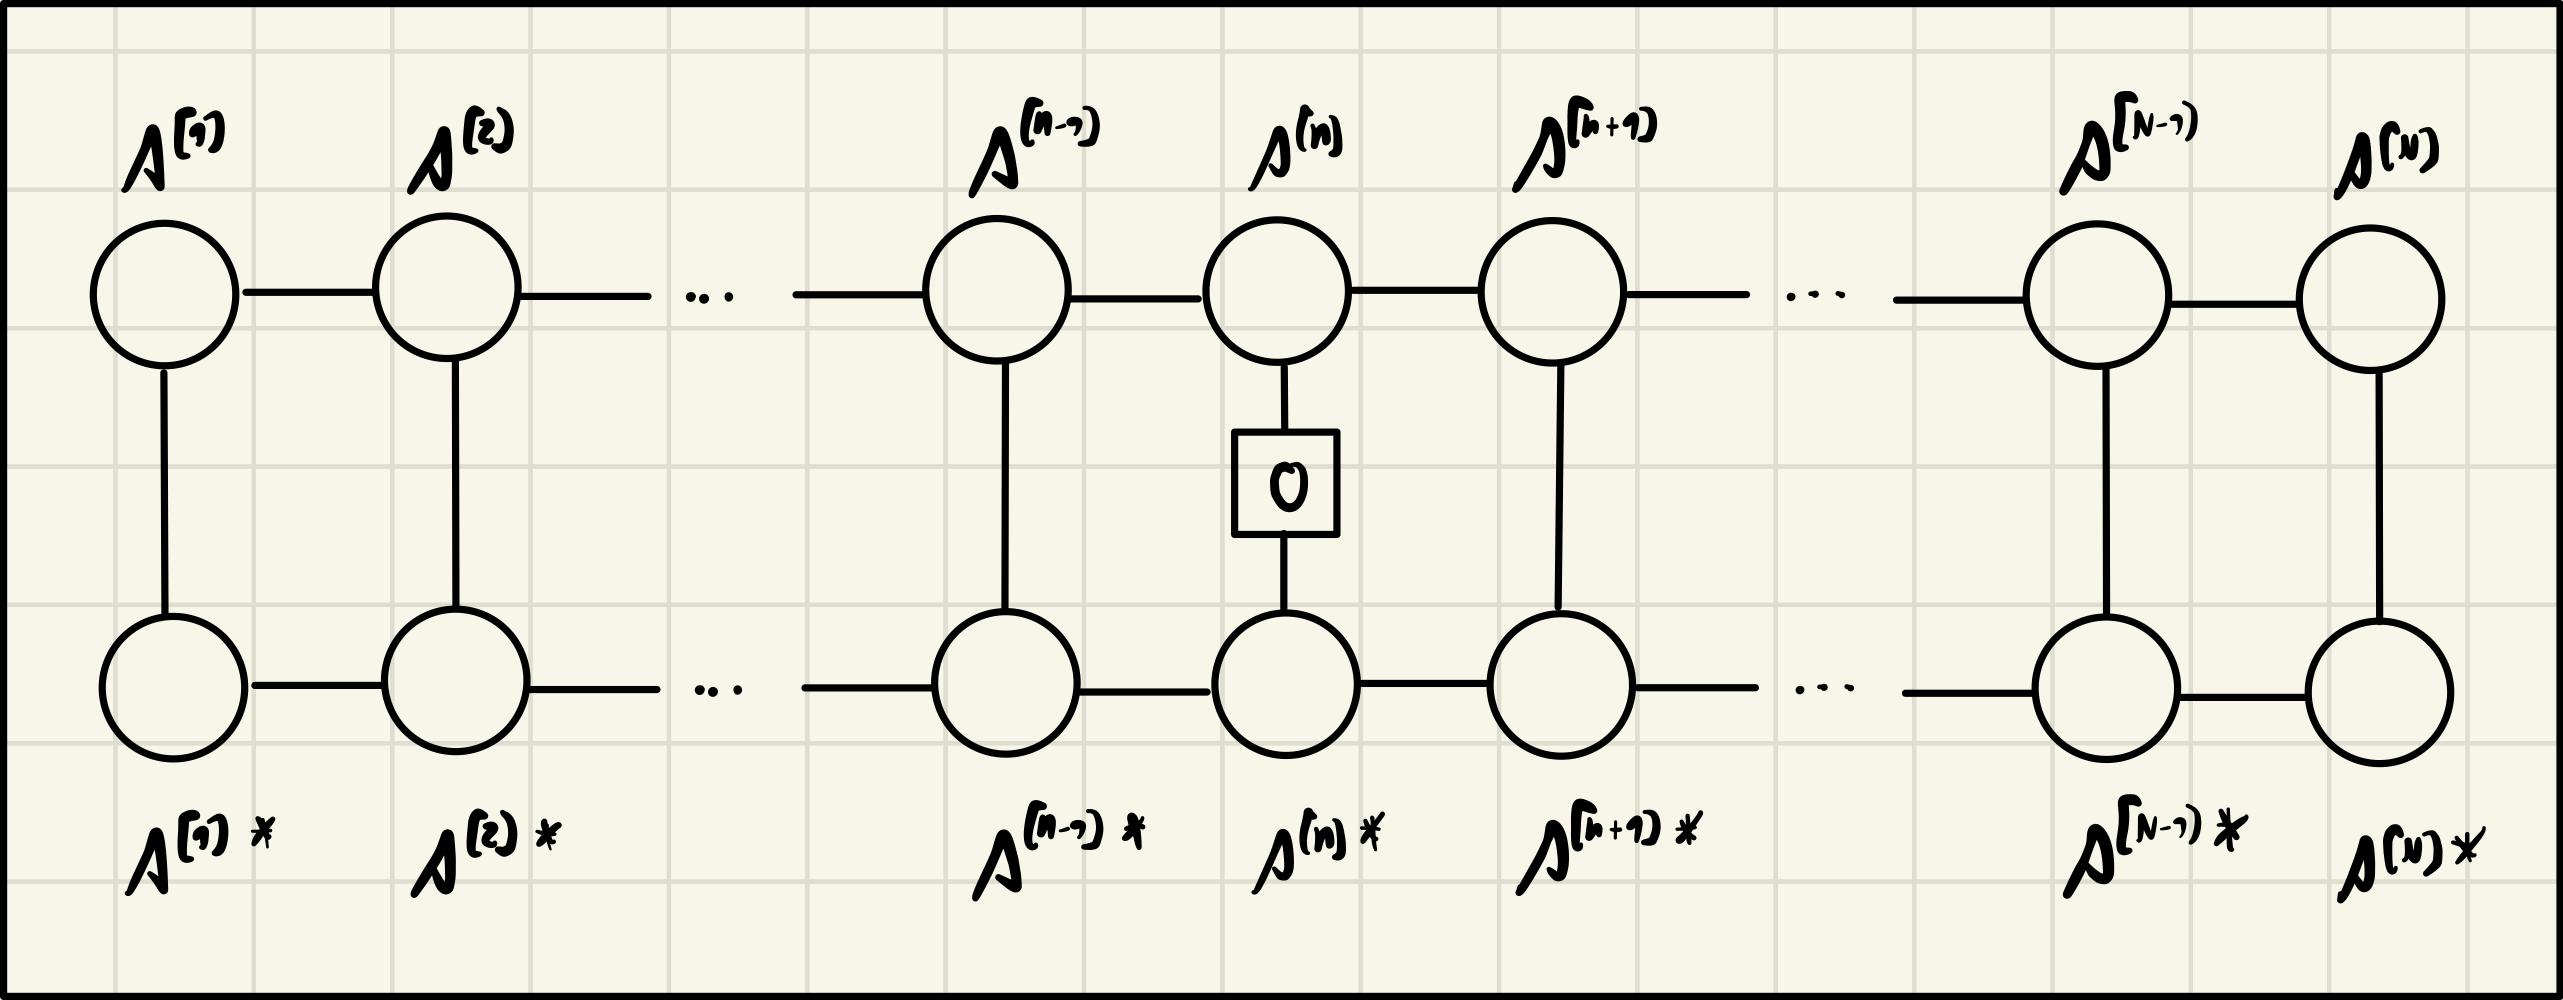 A[1] A[2] A[n-1] A[n] A[n+1] A[N-1] A[N]
... ...
O
... ...
A[1]* A[2]* A[n-1]* A[n]* A[n+1]* A[N-1]* A[N]*